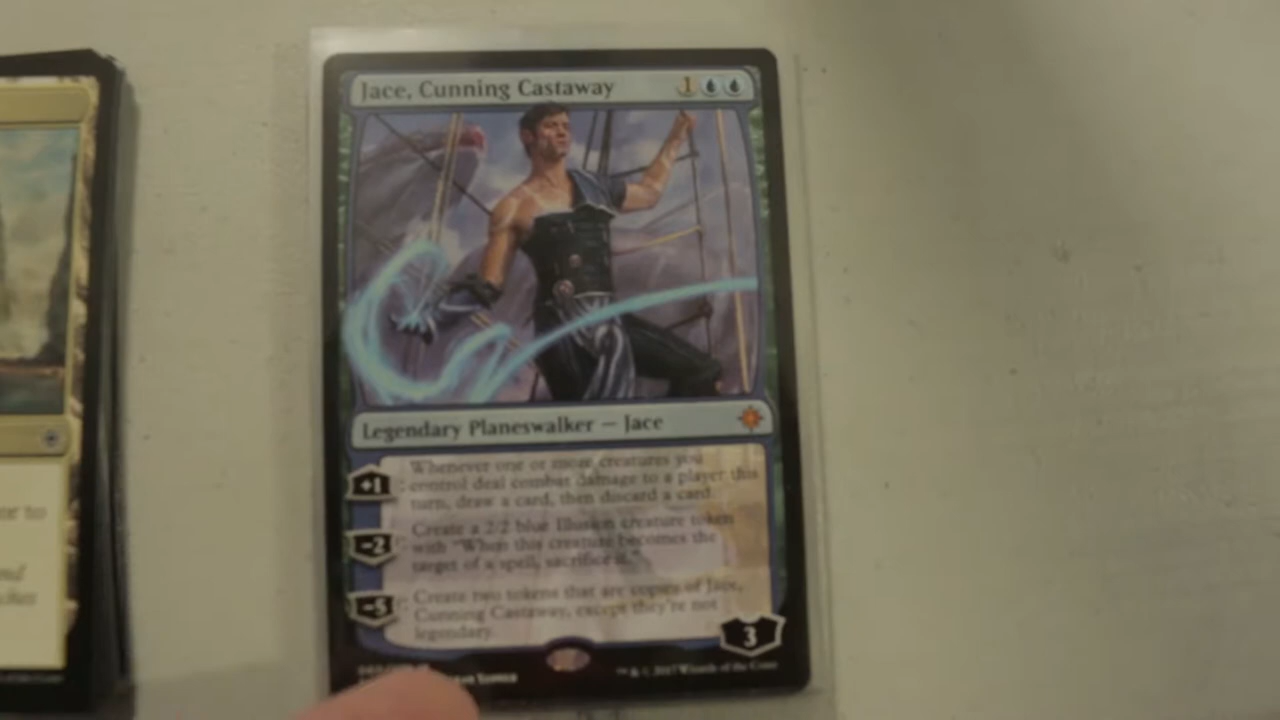 Jace, Cunning Castaway 1
Legendary Planeswalker — Jace
+1 : Whenever one or more creatures you
control deal combat damage to a player this
turn, draw a card, then discard a card.
-2 : Create a 2/2 blue Illusion creature token
with "When this creature becomes the
target of a spell, sacrifice it."
-5 : Create two tokens that are copies of Jace,
Cunning Castaway, except they're not
legendary.
3
™ & © 2017 Wizards of the Coast
to